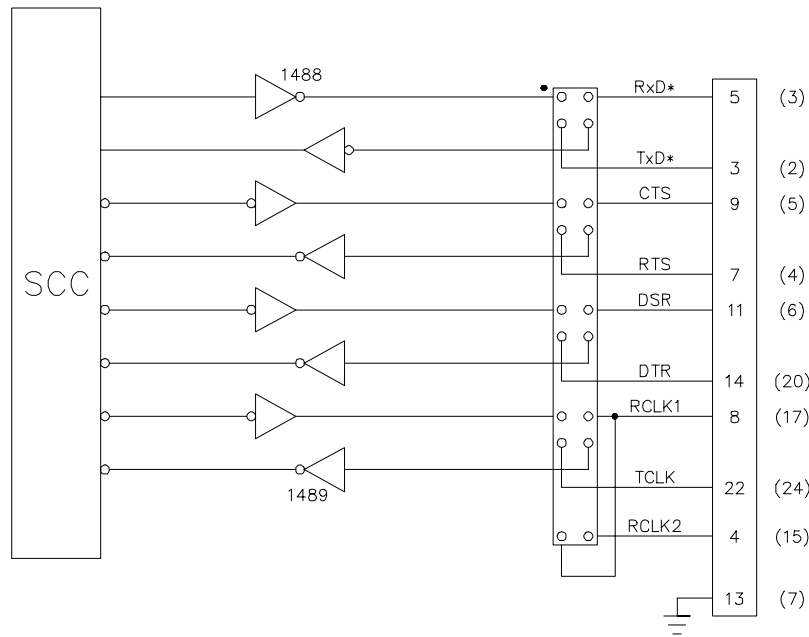 1488
RxD* 5 (3)
TxD* 3 (2)
CTS 9 (5)
SCC
RTS 7 (4)
DSR 11 (6)
DTR 14 (20)
RCLK1 8 (17)
1489
TCLK 22 (24)
RCLK2 4 (15)
13 (7)